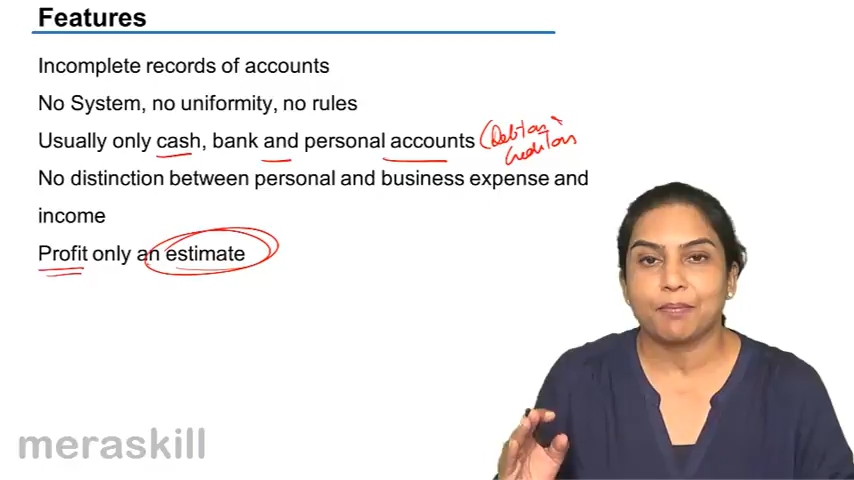 Features
Incomplete records of accounts
No System, no uniformity, no rules
Usually only cash, bank and personal accounts (Debtors
Creditors
No distinction between personal and business expense and
income
Profit only an estimate
meraskill